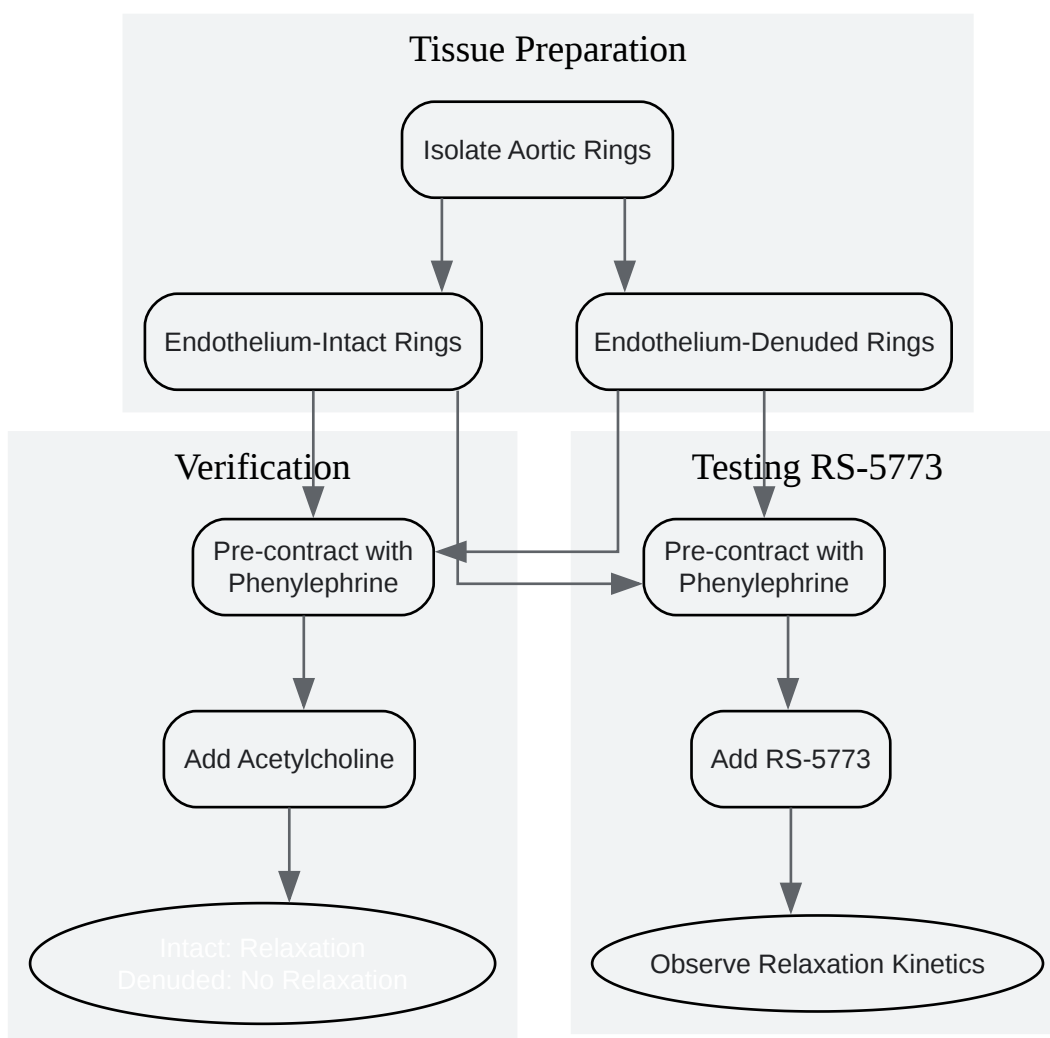 Tissue Preparation
Isolate Aortic Rings
Endothelium-Intact Rings
Endothelium-Denuded Rings
Verification
Testing RS-5773
Pre-contract with
Phenylephrine
Pre-contract with
Phenylephrine
Add Acetylcholine
Add RS-5773
Intact: Relaxation
Denuded: No Relaxation
Observe Relaxation Kinetics